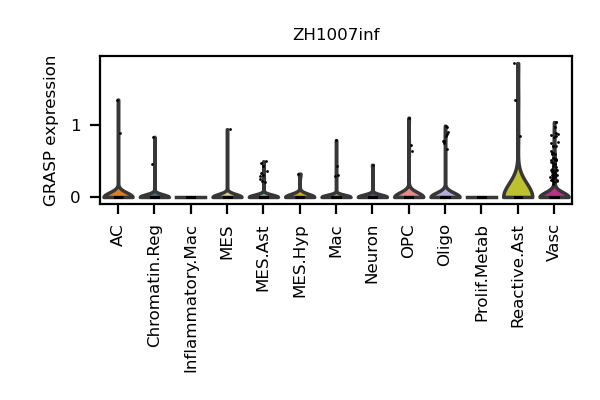 ZH1007inf
GRASP expression
1
0
AC
Chromatin.Reg
Inflammatory.Mac
MES
MES.Ast
MES.Hyp
Mac
Neuron
OPC
Oligo
Prolif.Metab
Reactive.Ast
Vasc